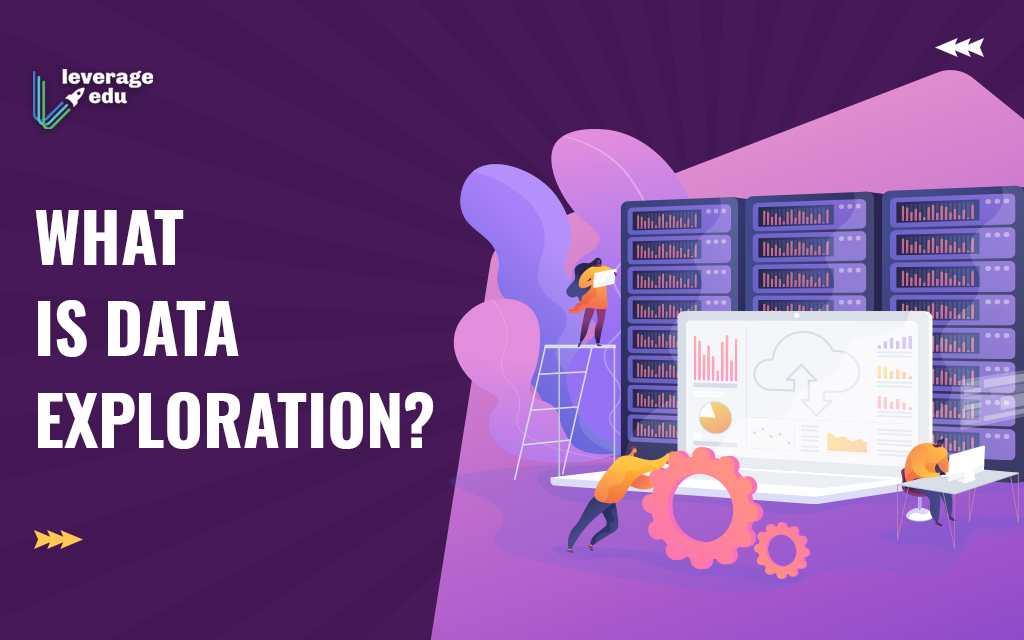 leverage
edu
WHAT
IS DATA
EXPLORATION?